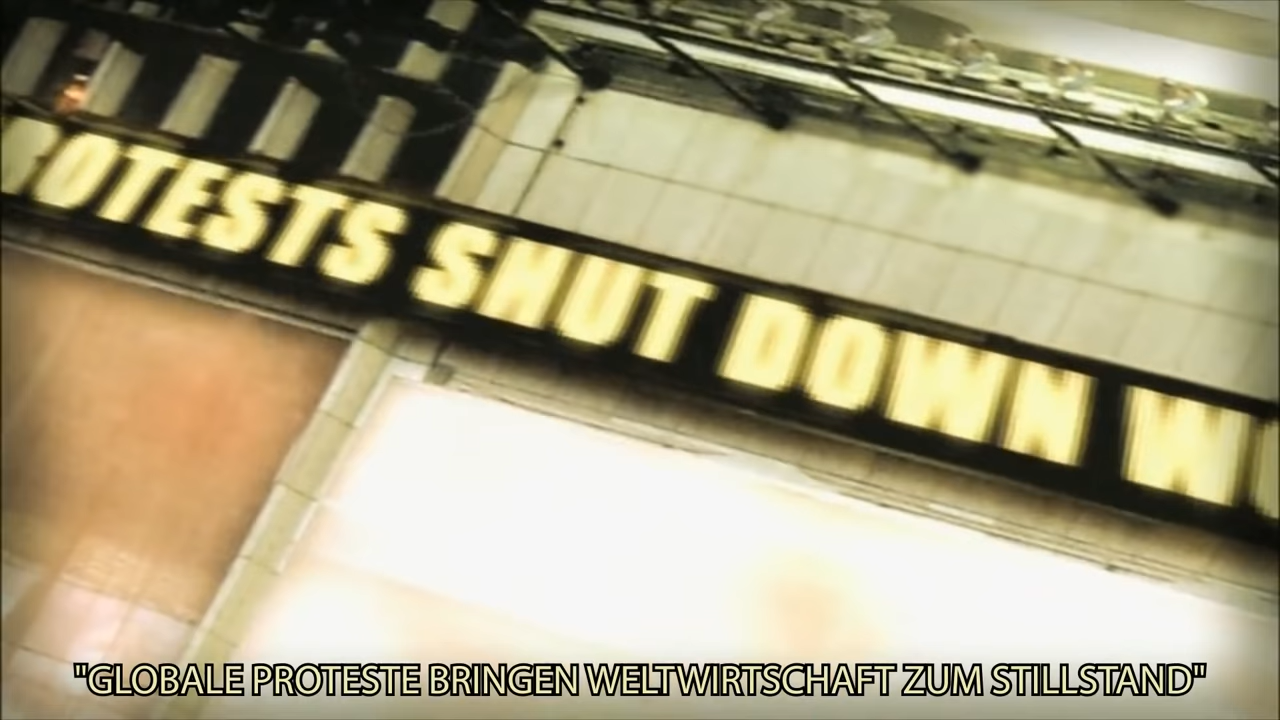 OTESTS SHUT DOWN W
"GLOBALE PROTESTE BRINGEN WELTWIRTSCHAFT ZUM STILLSTAND"